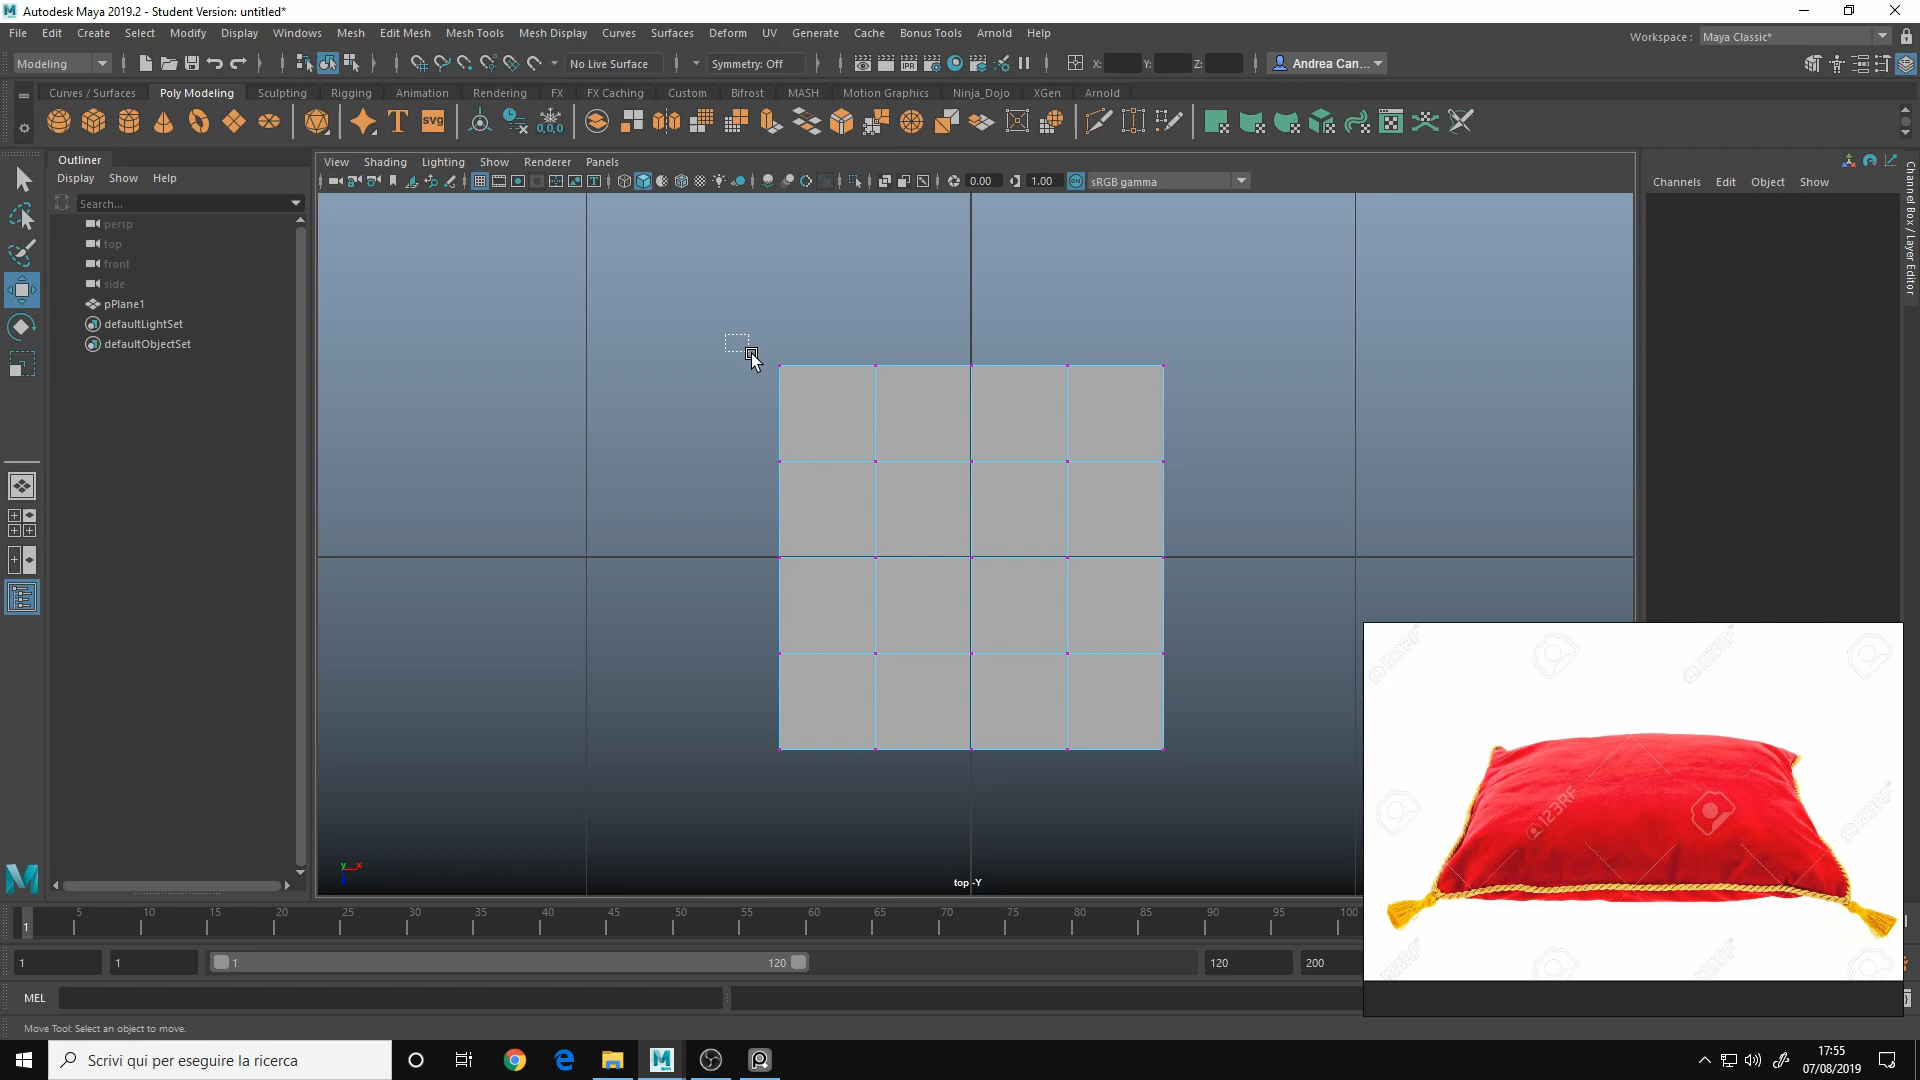 Autodesk Maya 2019.2 - Student Version: untitled*
File Edit Create Select Modify Display Windows Mesh Edit Mesh Mesh Tools Mesh Display Curves Surfaces Deform UV Generate Cache Bonus Tools Arnold Help
Workspace : Maya Classic*
Modeling No Live Surface Symmetry: Off X: Y: Z: Andrea Can...
Curves / Surfaces Poly Modeling Sculpting Rigging Animation Rendering FX FX Caching Custom Bifrost MASH Motion Graphics Ninja_Dojo XGen Arnold
T SVG 0,0,0
Outliner
Display Show Help
Search...
persp
top
front
side
pPlane1
defaultLightSet
defaultObjectSet
View Shading Lighting Show Renderer Panels
0.00 1.00 sRGB gamma
top -Y
y x
Channels Edit Object Show
Channel Box / Layer Editor
123RF
1 5 10 15 20 25 30 35 40 45 50 55 60 65 70 75 80 85 90 95 100
1 1 1 120 120 200
MEL
Move Tool: Select an object to move.
Scrivi qui per eseguire la ricerca
17:55
07/08/2019